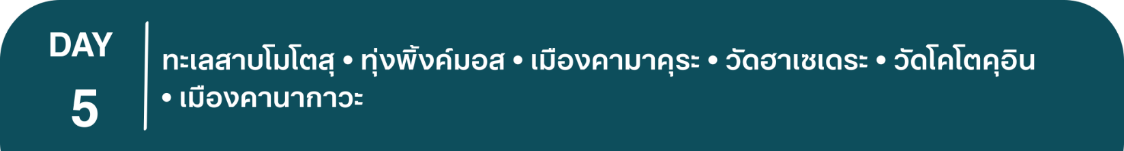 DAY
5
ทะเลสาบโมโตสุ • ทุ่งพิ้งค์มอส • เมืองคามาคุระ • วัดฮาเซเดระ • วัดโคโตคุอิน
• เมืองคานากาวะ